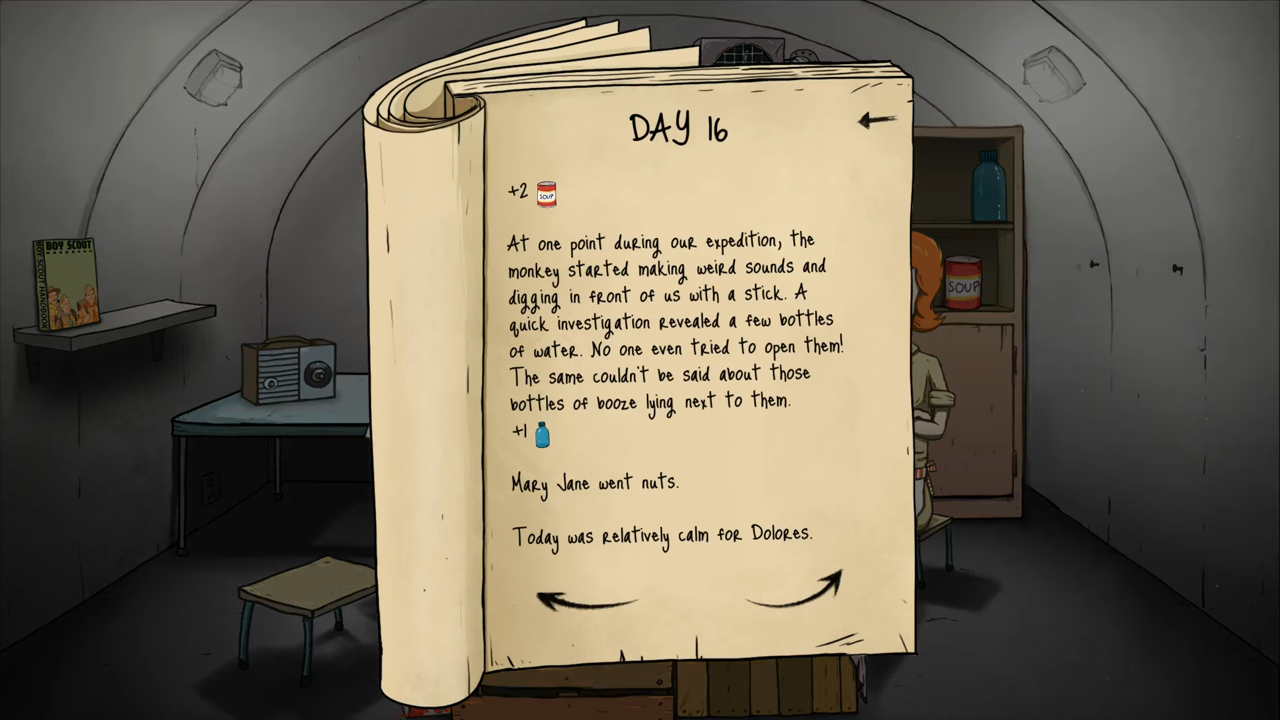 DAY 16
+2
SOUP
At one point during our expedition, the
monkey started making weird sounds and
digging in front of us with a stick. A
quick investigation revealed a few bottles
of water. No one even tried to open them!
The same couldn't be said about those
bottles of booze lying next to them.
+1
Mary Jane went nuts.
Today was relatively calm for Dolores.
BOY SCOUT
BOY SCOUT HANDBOOK
SOUP